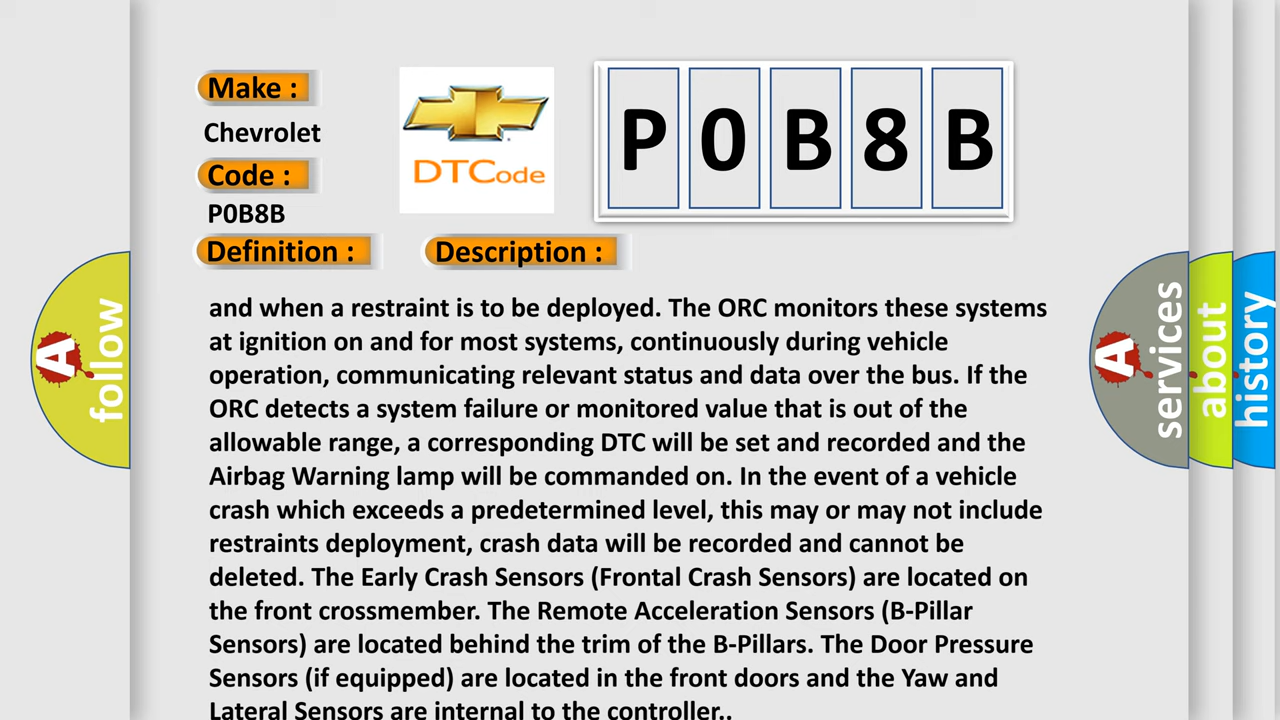 Make :
Chevrolet
Code :
P0B8B
DTCode
P0B8B
Definition :
Description :
and when a restraint is to be deployed. The ORC monitors these systems
at ignition on and for most systems, continuously during vehicle
operation, communicating relevant status and data over the bus. If the
ORC detects a system failure or monitored value that is out of the
allowable range, a corresponding DTC will be set and recorded and the
Airbag Warning lamp will be commanded on. In the event of a vehicle
crash which exceeds a predetermined level, this may or may not include
restraints deployment, crash data will be recorded and cannot be
deleted. The Early Crash Sensors (Frontal Crash Sensors) are located on
the front crossmember. The Remote Acceleration Sensors (B-Pillar
Sensors) are located behind the trim of the B-Pillars. The Door Pressure
Sensors (if equipped) are located in the front doors and the Yaw and
Lateral Sensors are internal to the controller..
A
follow
A
services
about
history